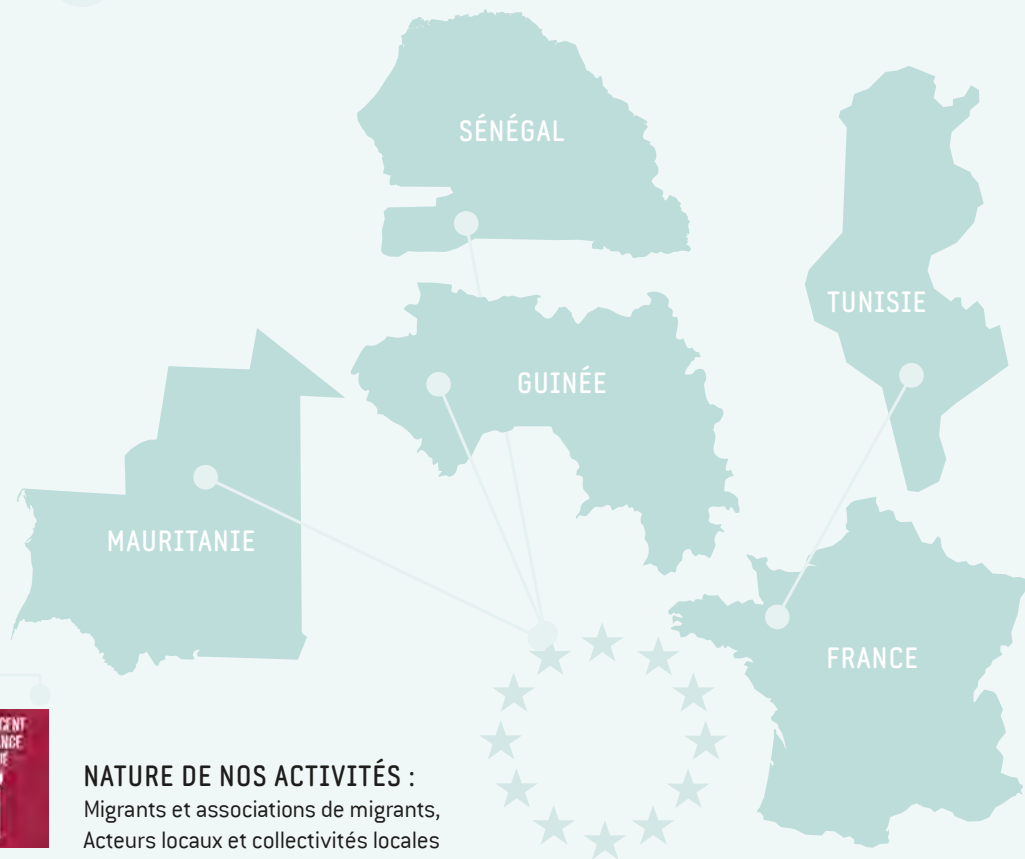 SÉNÉGAL
TUNISIE
GUINÉE
MAURITANIE
FRANCE
NATURE DE NOS ACTIVITÉS :
Migrants et associations de migrants,
Acteurs locaux et collectivités locales